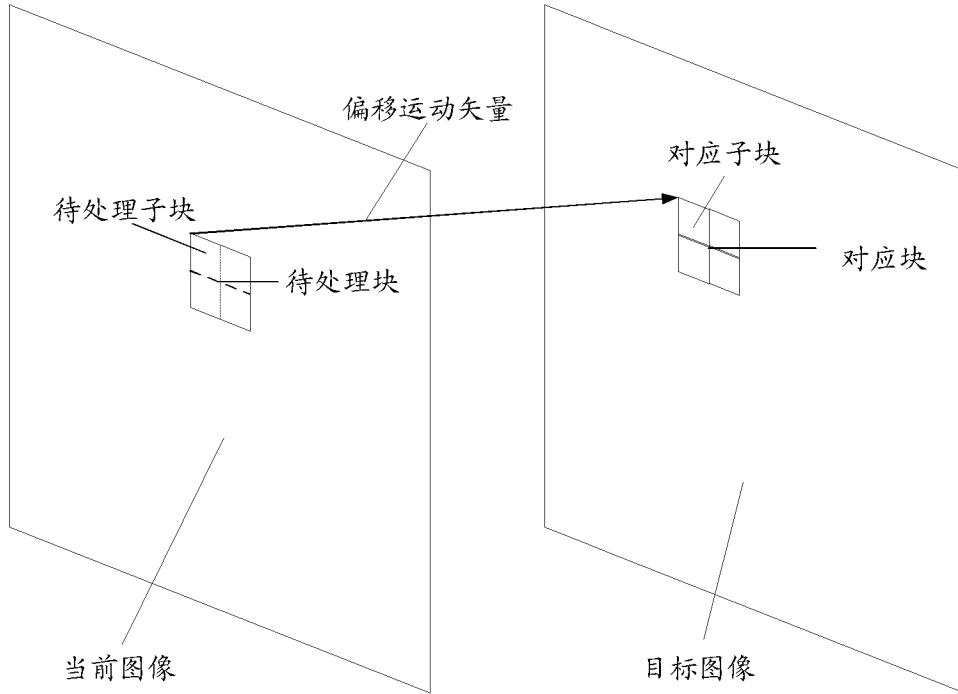 偏移运动矢量
对应子块
待处理子块
对应块
待处理块
当前图像
目标图像